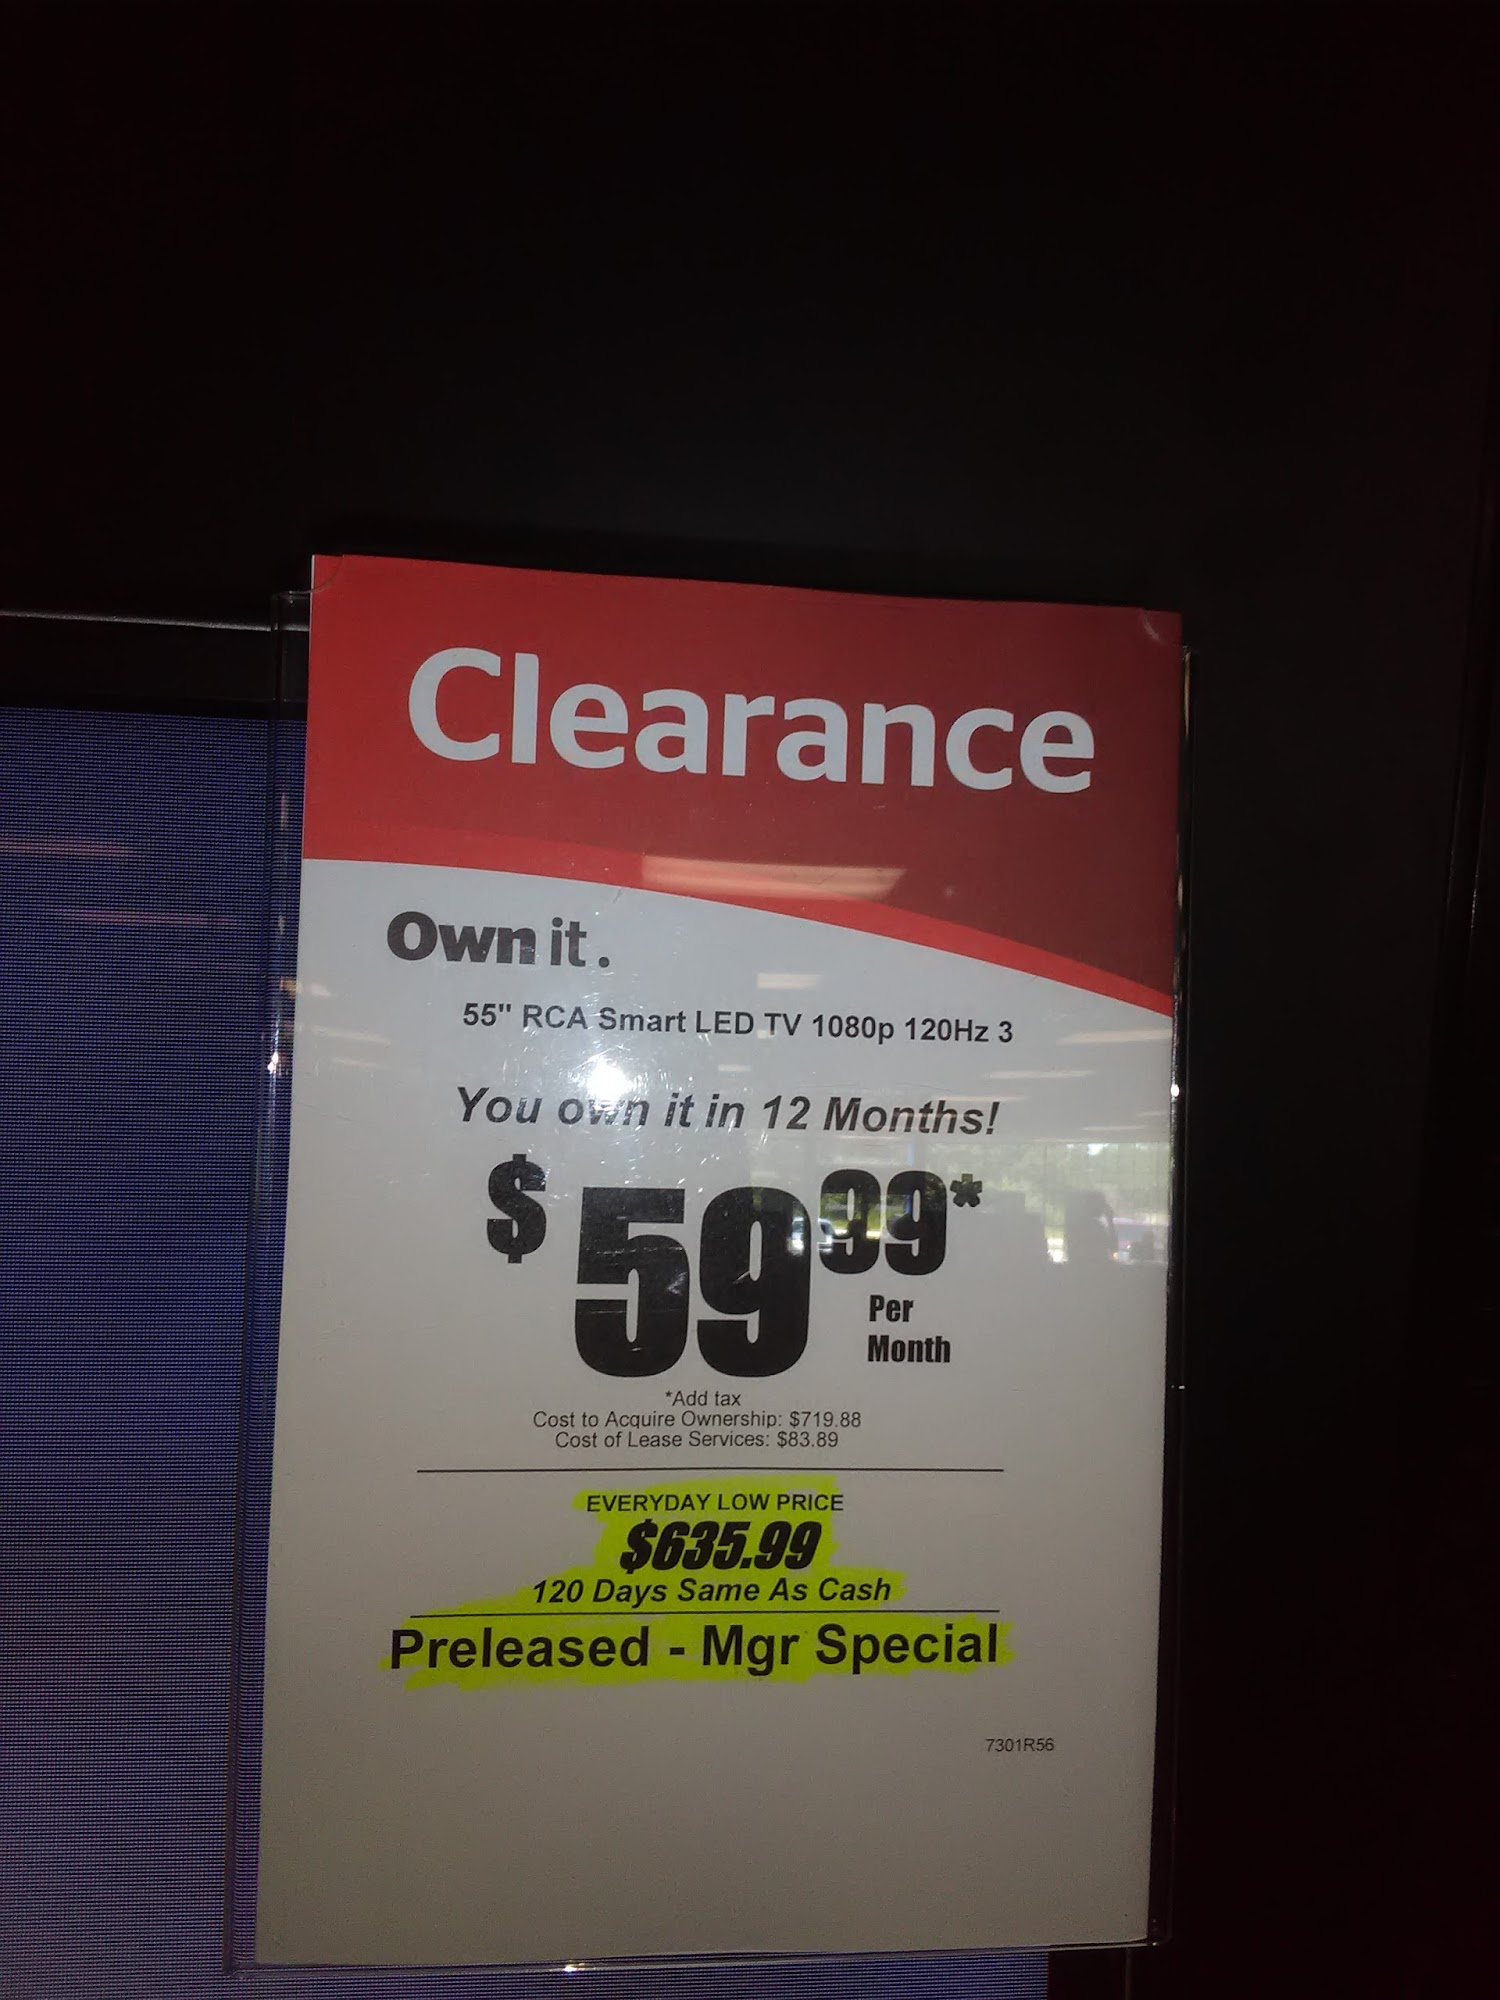 Clearance
Own it.
55" RCA Smart LED TV 1080p 120Hz 3
You own it in 12 Months!
$59.99*
Per
Month
*Add tax
Cost to Acquire Ownership: $719.88
Cost of Lease Services: $83.89
EVERYDAY LOW PRICE
$635.99
120 Days Same As Cash
Preleased - Mgr Special
7301R56